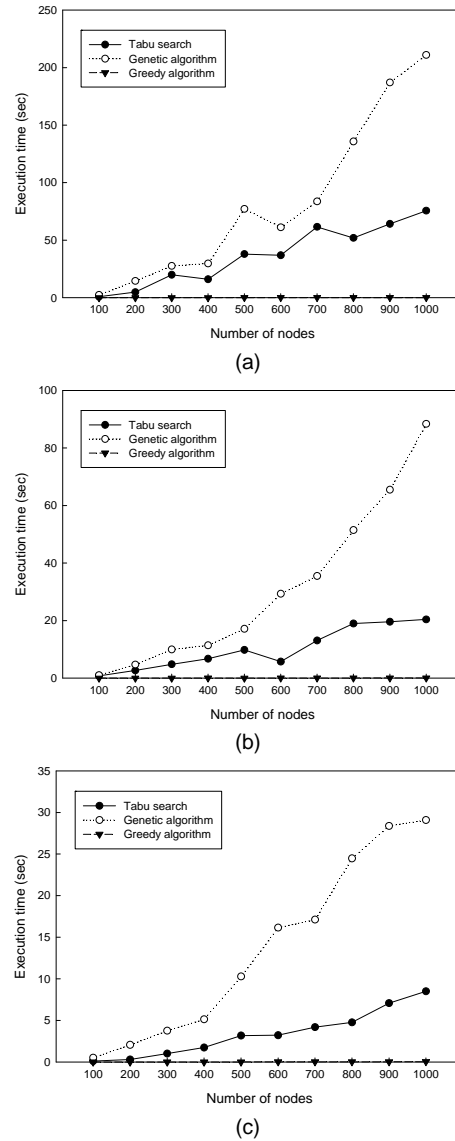 250
200
150
100
50
0
Execution time (sec)
Tabu search
Genetic algorithm
Greedy algorithm
100 200 300 400 500 600 700 800 900 1000
Number of nodes
(a)
100
80
60
40
20
0
Execution time (sec)
Tabu search
Genetic algorithm
Greedy algorithm
100 200 300 400 500 600 700 800 900 1000
Number of nodes
(b)
35
30
25
20
15
10
5
0
Execution time (sec)
Tabu search
Genetic algorithm
Greedy algorithm
100 200 300 400 500 600 700 800 900 1000
Number of nodes
(c)